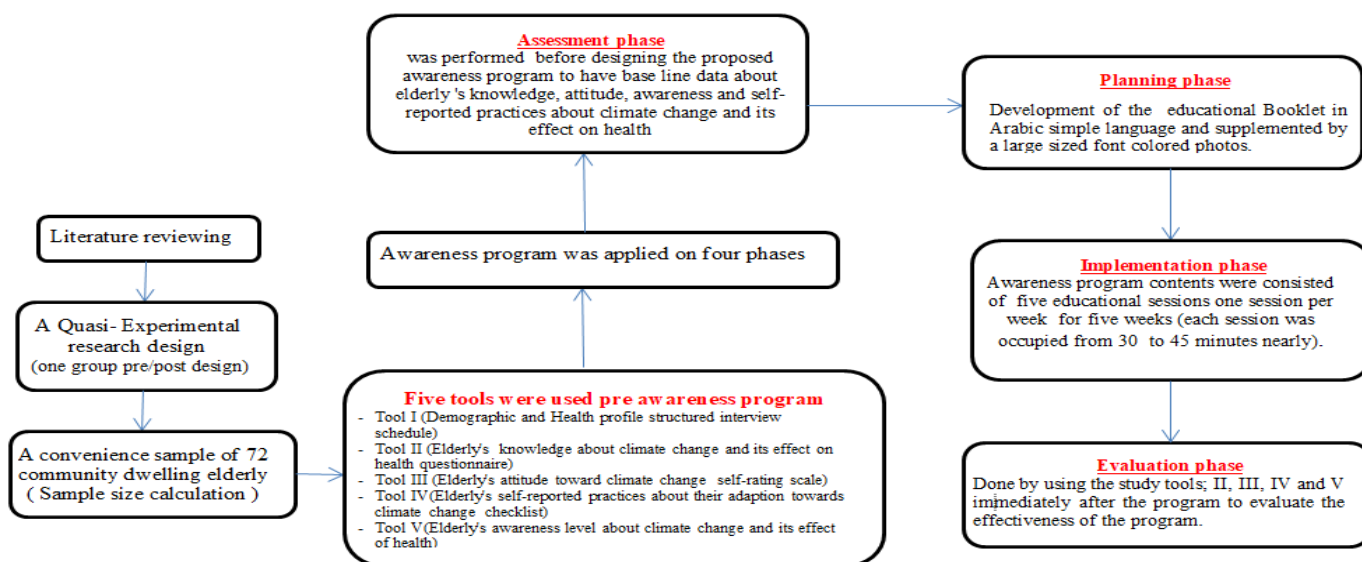 Literature reviewing
A Quasi- Experimental
research design
(one group pre/post design)
A convenience sample of 72
community dwelling elderly
( Sample size calculation )
Five tools were used pre awareness program
- Tool I (Demographic and Health profile structured interview
schedule)
- Tool II (Elderly's knowledge about climate change and its effect on
health questionnaire)
- Tool III (Elderly's attitude toward climate change self-rating scale)
- Tool IV(Elderly's self-reported practices about their adaption towards
climate change checklist)
- Tool V(Elderly's awareness level about climate change and its effect
of health)
Awareness program was applied on four phases
Assessment phase
was performed before designing the proposed
awareness program to have base line data about
elderly 's knowledge, attitude, awareness and self-
reported practices about climate change and its
effect on health
Planning phase
Development of the educational Booklet in
Arabic simple language and supplemented by
a large sized font colored photos.
Implementation phase
Awareness program contents were consisted
of five educational sessions one session per
week for five weeks (each session was
occupied from 30 to 45 minutes nearly).
Evaluation phase
Done by using the study tools; II, III, IV and V
immediately after the program to evaluate the
effectiveness of the program.